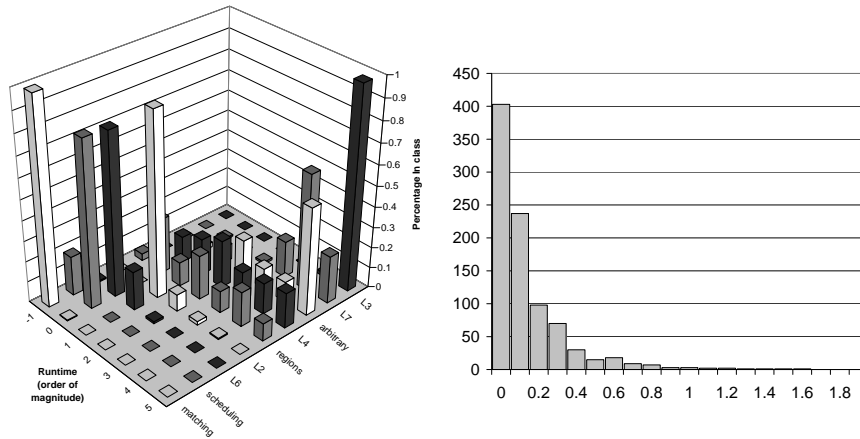 1
0.9
0.8
0.7
0.6
0.5
0.4
0.3
0.2
0.1
0
Percentage In class
-1
0
1
2
3
4
5
Runtime
(order of
magnitude)
matching
scheduling
L6
L2
regions
L4
arbitrary
L7
L3
450
400
350
300
250
200
150
100
50
0
0 0.2 0.4 0.6 0.8 1.0 1.2 1.4 1.6 1.8